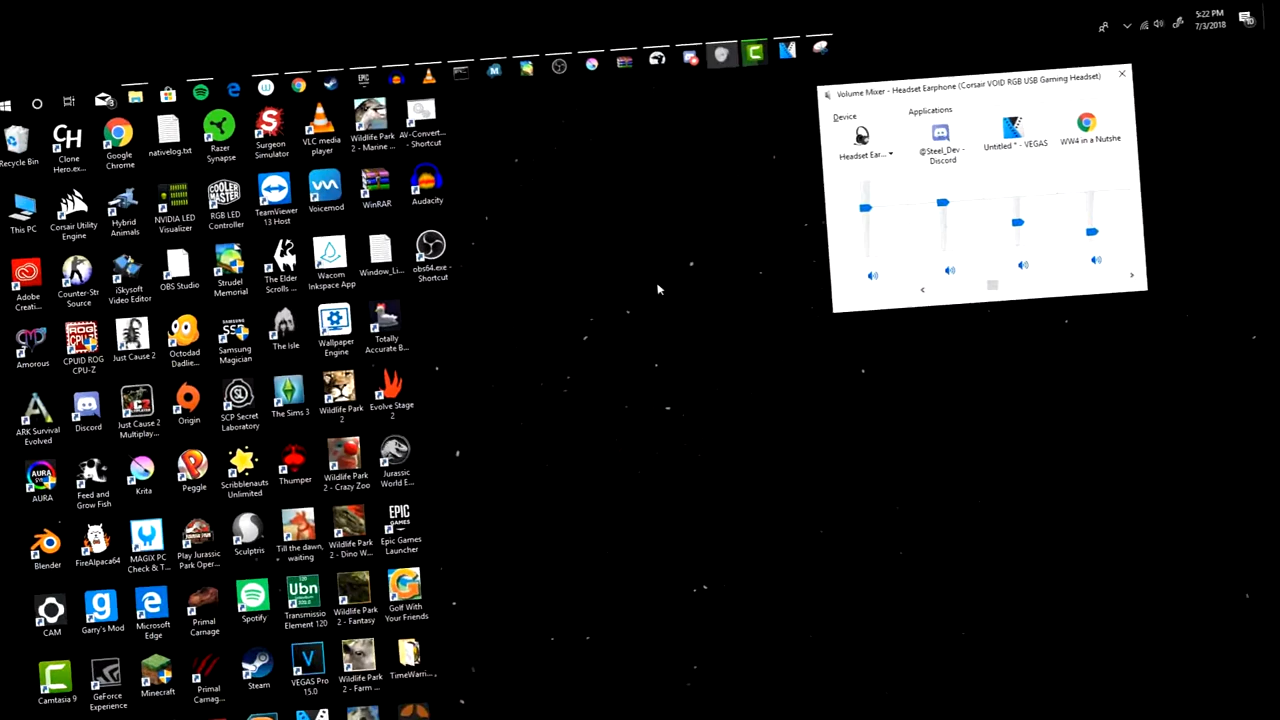 5:22 PM
7/3/2018
EPIC
Volume Mixer - Headset Earphone (Corsair VOID RGB USB Gaming Headset)
Device
Applications
Headset Ear...
@Steel_Dev -
Discord
Untitled * - VEGAS
WW4 in a Nutshe
Recycle Bin
Clone
Hero.ex...
Google
Chrome
nativelog.txt
Razer
Synapse
Surgeon
Simulator
VLC media
player
Wildlife Park
2 - Marine ...
AV-Convert...
- Shortcut
This PC
Corsair Utility
Engine
Hybrid
Animals
NVIDIA LED
Visualizer
COOLER
MASTER
RGB LED
Controller
TeamViewer
13 Host
Voicemod
WinRAR
Audacity
Adobe
Creati...
Counter-Str
Source
iSkysoft
Video Editor
OBS Studio
Strudel
Memorial
The Elder
Scrolls ...
Wacom
Inkspace App
Window_Li...
obs64.exe -
Shortcut
Amorous
ROG
CPU-Z
CPUID ROG
CPU-Z
Just Cause 2
Octodad
Dadlie...
SSD
Samsung
Magician
The Isle
Wallpaper
Engine
Totally
Accurate B...
ARK Survival
Evolved
Discord
Just Cause 2
Multiplay...
Origin
SCP Secret
Laboratory
The Sims 3
Wildlife Park
2
Evolve Stage
2
AURA
AURA
Feed and
Grow Fish
Krita
Peggle
Scribblenauts
Unlimited
Thumper
Wildlife Park
2 - Crazy Zoo
Jurassic
World E...
Blender
FireAlpaca64
MAGIX PC
Check & T...
Play Jurassic
Park Oper...
Sculptris
Till the dawn,
waiting
Wildlife Park
2 - Dino W...
EPIC
GAMES
Epic Games
Launcher
CAM
Garry's Mod
Microsoft
Edge
Primal
Carnage
Spotify
Ubn
Transmissio
Element 120
Wildlife Park
2 - Fantasy
Golf With
Your Friends
Camtasia 9
GeForce
Experience
Minecraft
Primal
Carnag...
Steam
VEGAS Pro
15.0
Wildlife Park
2 - Farm ...
TimeWarri...